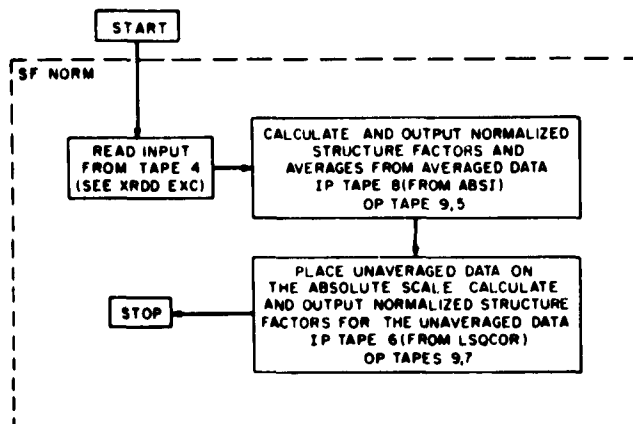 START
SF NORM
READ INPUT
FROM TAPE 4
(SEE XRDD EXC)
CALCULATE AND OUTPUT NORMALIZED
STRUCTURE FACTORS AND
AVERAGES FROM AVERAGED DATA
IP TAPE 8(FROM ABSI)
OP TAPE 9,5
PLACE UNAVERAGED DATA ON
THE ABSOLUTE SCALE CALCULATE
AND OUTPUT NORMALIZED STRUCTURE
FACTORS FOR THE UNAVERAGED DATA
IP TAPE 6(FROM LSQCOR)
OP TAPES 9,7
STOP